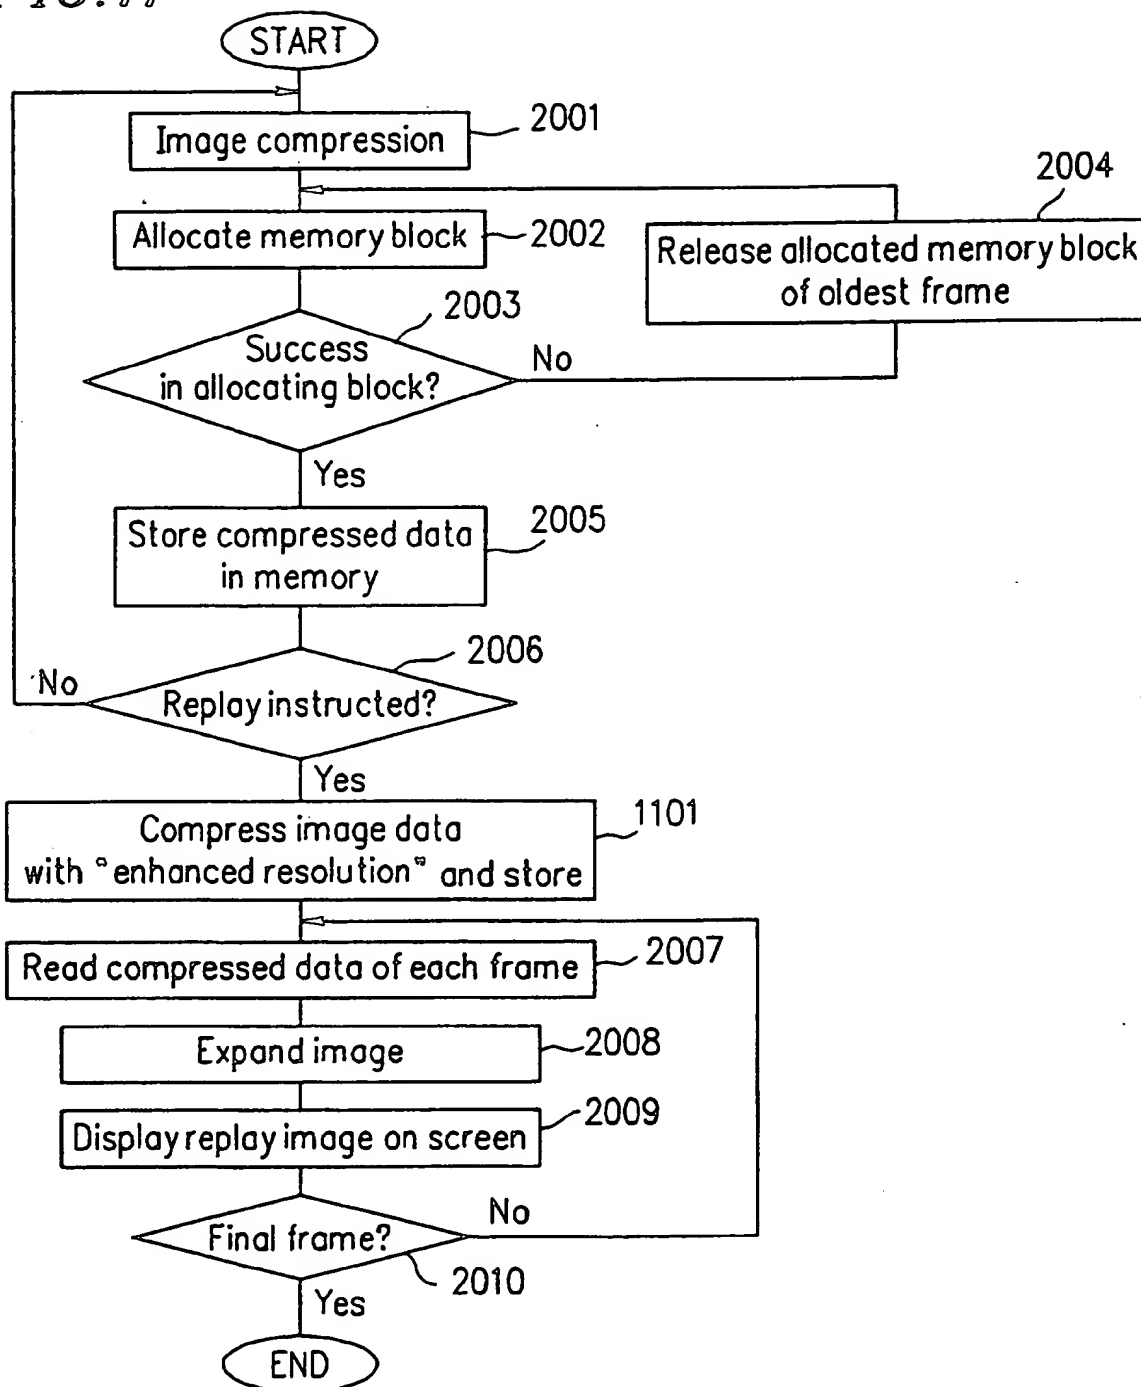 START
Image compression
2001
2004
Allocate memory block
2002
Release allocated memory block
of oldest frame
2003
Success
in allocating block?
No
Yes
Store compressed data
in memory
2005
2006
No
Replay instructed?
Yes
1101
Compress image data
with "enhanced resolution" and store
Read compressed data of each frame
2007
Expand image
2008
Display replay image on screen
2009
Final frame?
No
2010
Yes
END